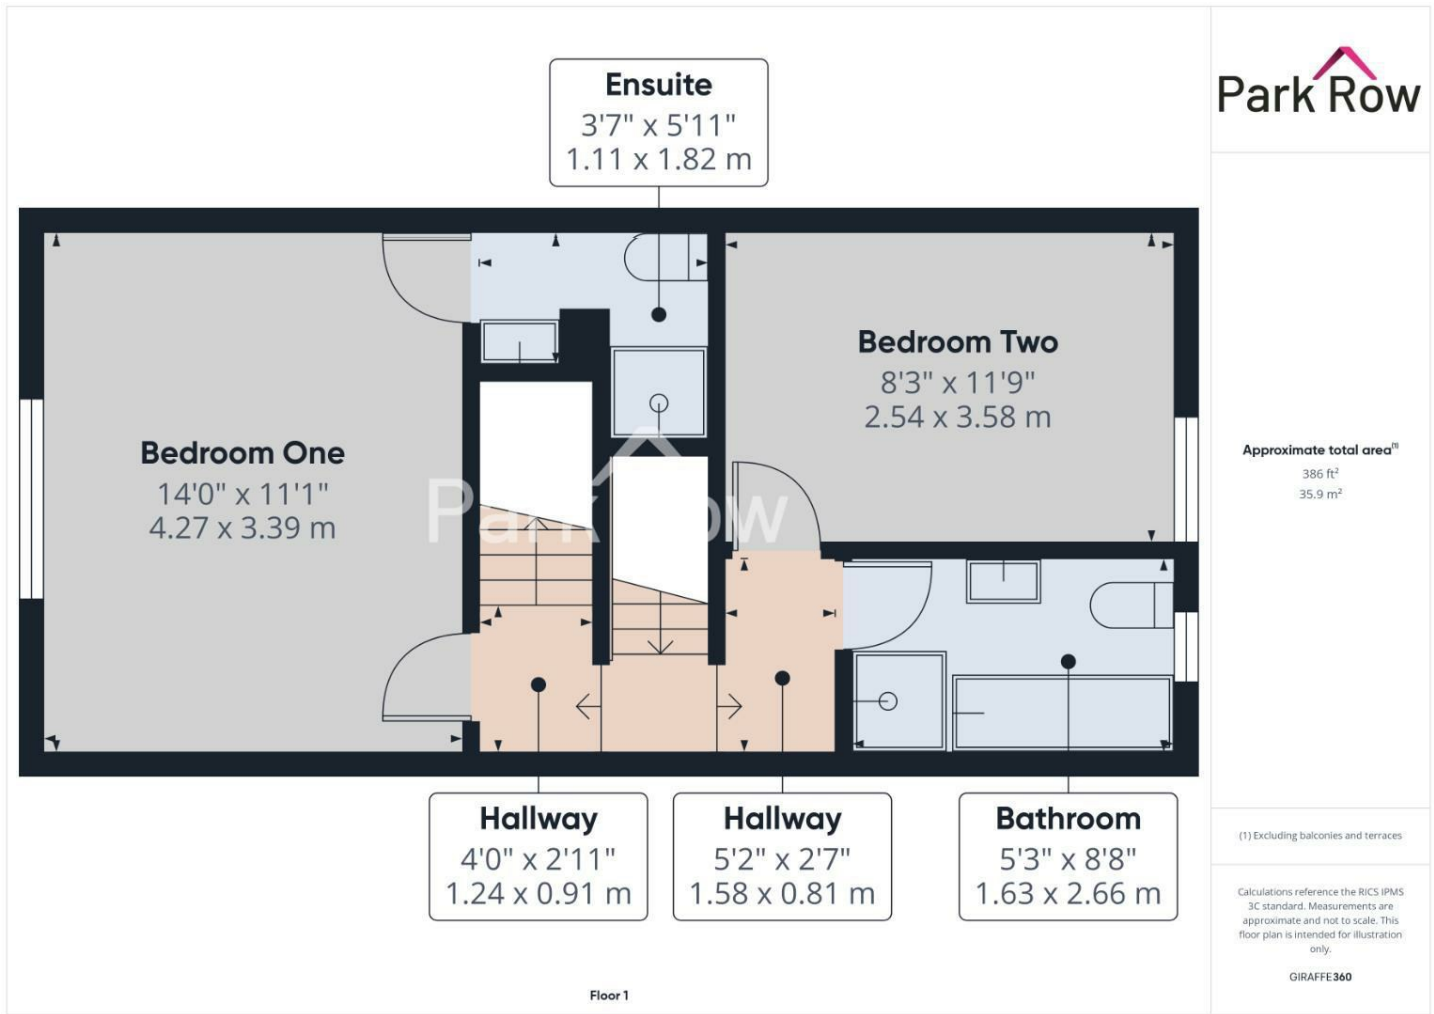 Ensuite
3'7" x 5'11"
1.11 x 1.82 m
Park Row
Bedroom One
14'0" x 11'1"
4.27 x 3.39 m
Bedroom Two
8'3" x 11'9"
2.54 x 3.58 m
Park Row
Approximate total area(1)
386 ft²
35.9 m²
Hallway
4'0" x 2'11"
1.24 x 0.91 m
Hallway
5'2" x 2'7"
1.58 x 0.81 m
Bathroom
5'3" x 8'8"
1.63 x 2.66 m
(1) Excluding balconies and terraces
Calculations reference the RICS IPMS
3C standard. Measurements are
approximate and not to scale. This
floor plan is intended for illustration
only.
GIRAFFE360
Floor 1